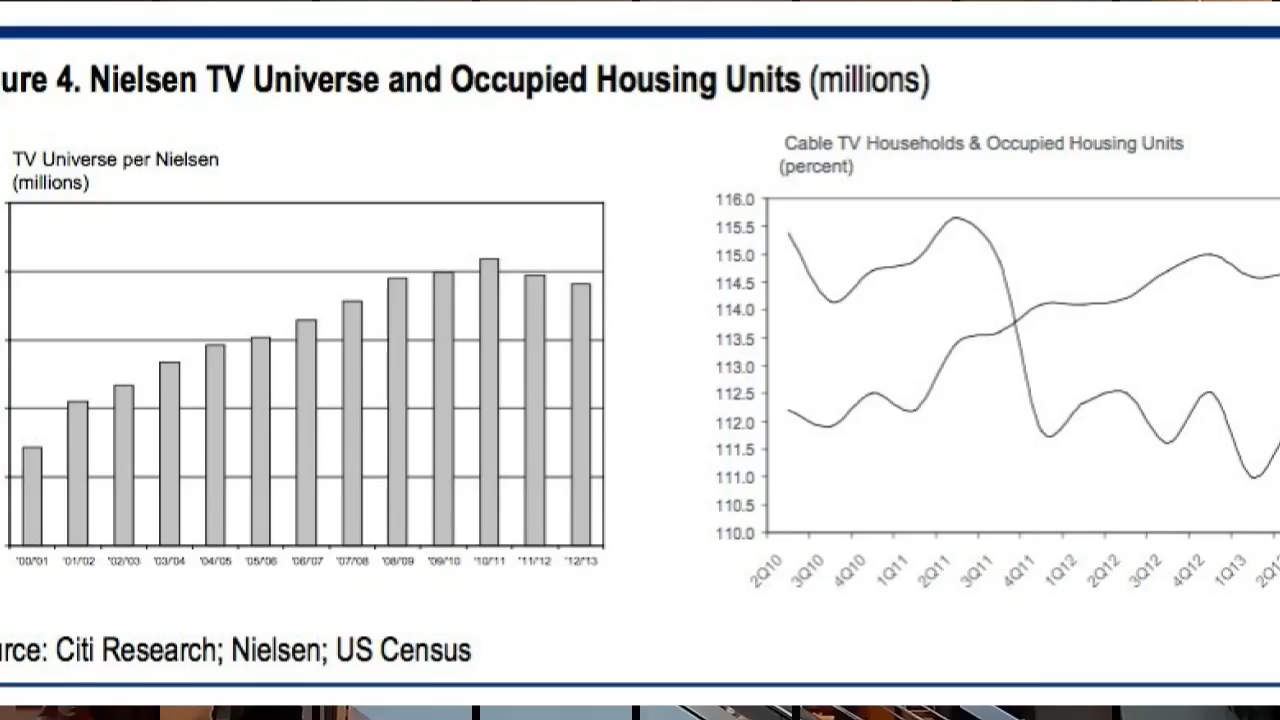 ure 4. Nielsen TV Universe and Occupied Housing Units (millions)
TV Universe per Nielsen
(millions)
'00/'01 '01/'02 '02/'03 '03/'04 '04/'05 '05/'06 '06/'07 '07/'08 '08/'09 '09/'10 '10/'11 '11/'12 '12/'13
Cable TV Households & Occupied Housing Units
(percent)
116.0
115.5
115.0
114.5
114.0
113.5
113.0
112.5
112.0
111.5
111.0
110.5
110.0
2Q10 3Q10 4Q10 1Q11 2Q11 3Q11 4Q11 1Q12 2Q12 3Q12 4Q12 1Q13 2Q1
urce: Citi Research; Nielsen; US Census